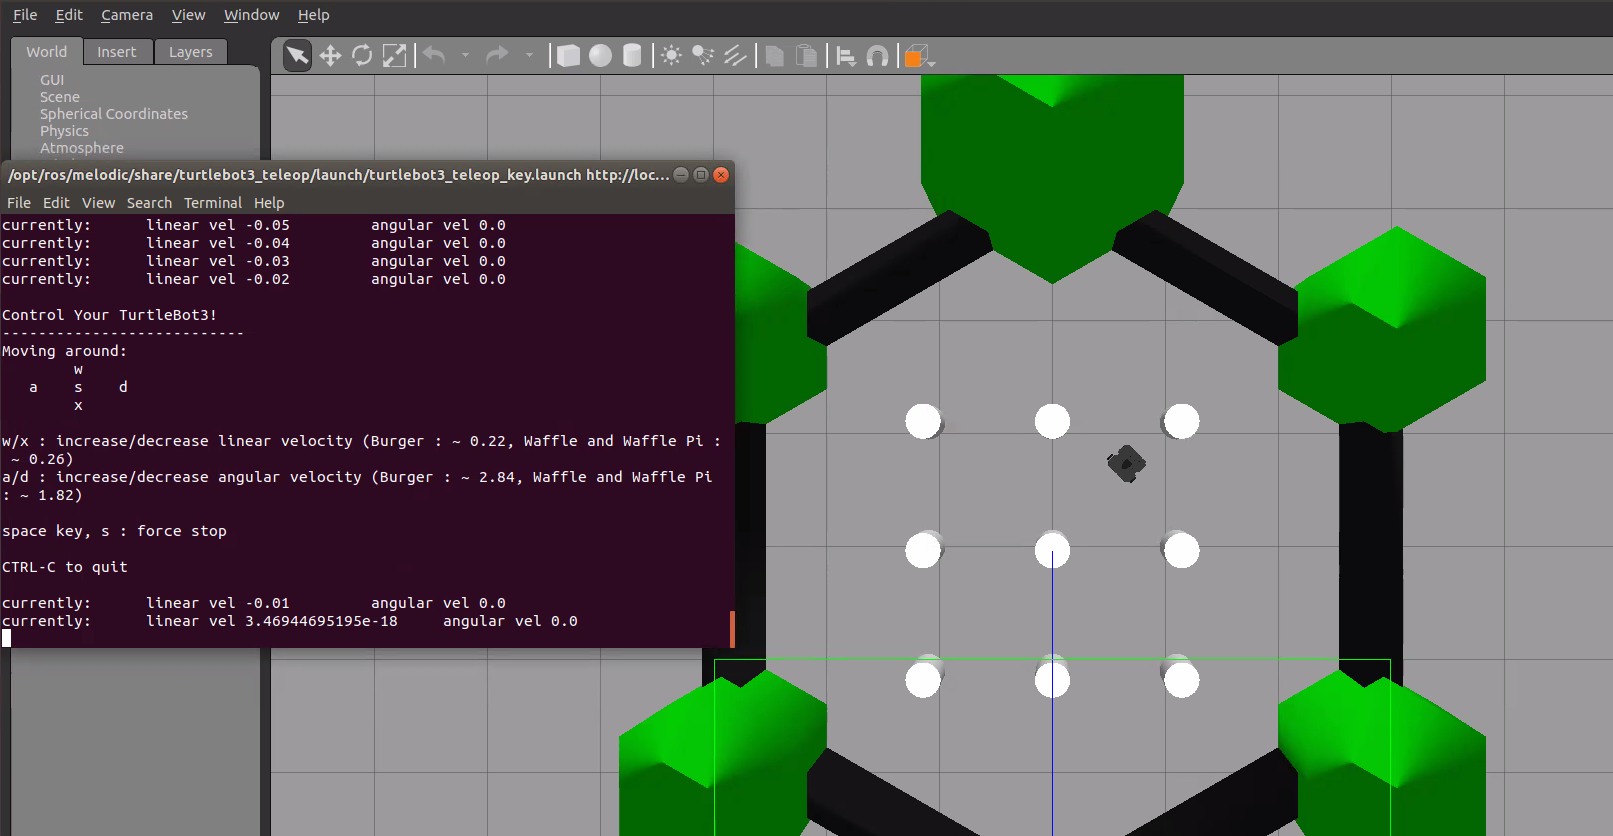 File Edit Camera View Window Help
World Insert Layers
GUI
Scene
Spherical Coordinates
Physics
Atmosphere
/opt/ros/melodic/share/turtlebot3_teleop/launch/turtlebot3_teleop_key.launch http://loc...
File Edit View Search Terminal Help
currently: linear vel -0.05 angular vel 0.0
currently: linear vel -0.04 angular vel 0.0
currently: linear vel -0.03 angular vel 0.0
currently: linear vel -0.02 angular vel 0.0
Control Your TurtleBot3!
---------------------------
Moving around:
w
a s d
x
w/x : increase/decrease linear velocity (Burger : ~ 0.22, Waffle and Waffle Pi :
~ 0.26)
a/d : increase/decrease angular velocity (Burger : ~ 2.84, Waffle and Waffle Pi
: ~ 1.82)
space key, s : force stop
CTRL-C to quit
currently: linear vel -0.01 angular vel 0.0
currently: linear vel 3.46944695195e-18 angular vel 0.0